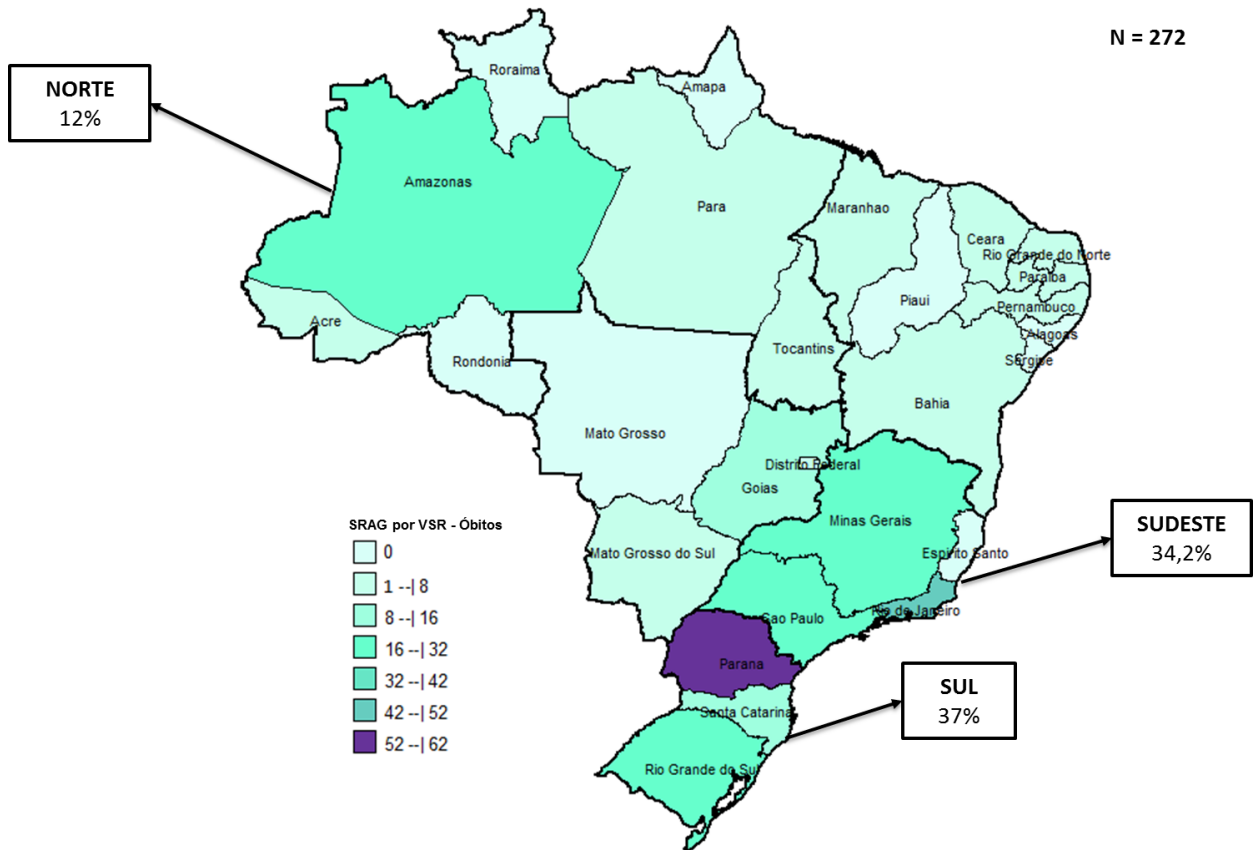 N = 272
NORTE
12%
Roraima
Amapa
Amazonas
Para
Maranhao
Ceara
Rio Grande do Norte
Paraiba
Piaui
Pernambuco
Acre
Alagoas
Tocantins
Sergipe
Rondonia
Bahia
Mato Grosso
Distrito Federal
Goias
Minas Gerais
SRAG por VSR - Óbitos
0
1 --| 8
8 --| 16
16 --| 32
32 --| 42
42 --| 52
52 --| 62
Mato Grosso do Sul
Espirito Santo
SUDESTE
34,2%
Rio de Janeiro
Sao Paulo
Parana
Santa Catarina
SUL
37%
Rio Grande do Sul